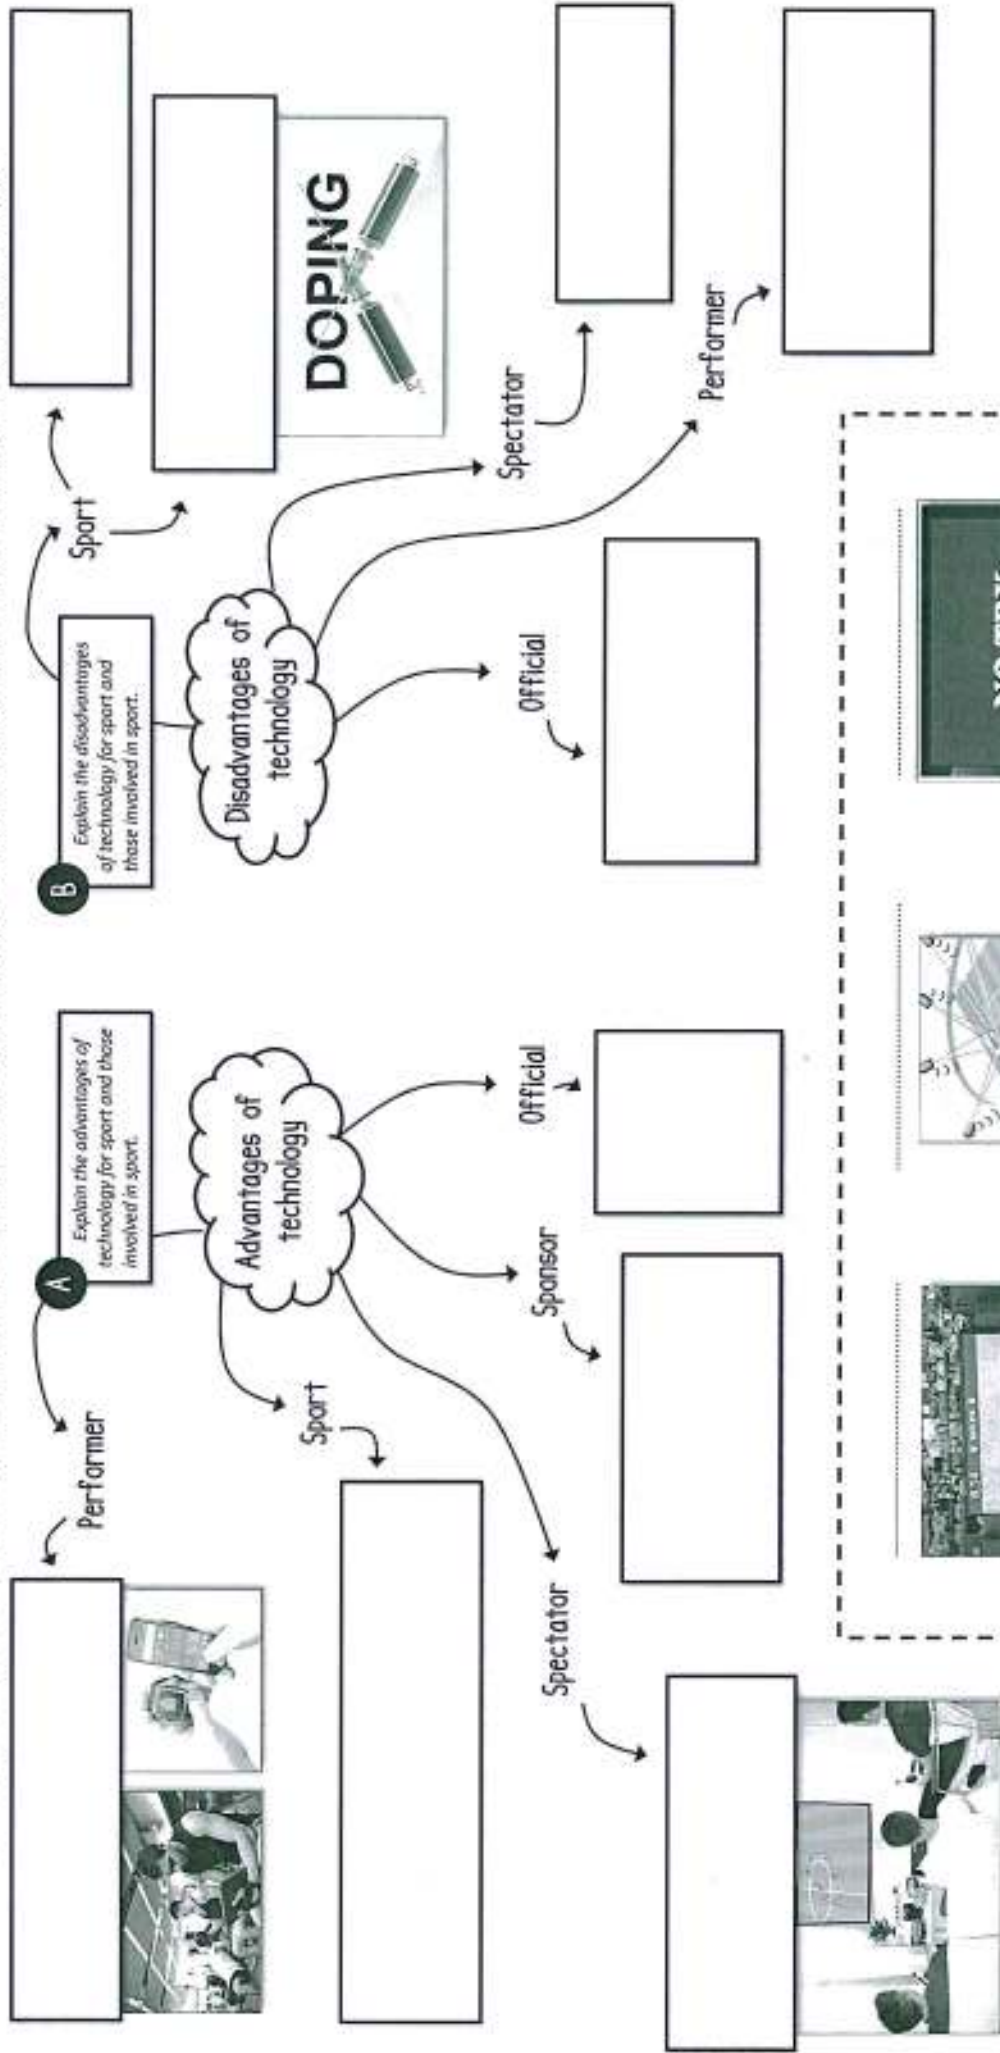 A
Explain the advantages of
technology for sport and those
involved in sport.
Performer
Advantages of
technology
Sport
Spectator
Sponsor
Official
B
Explain the disadvantages
of technology for sport and
those involved in sport.
Sport
DOPING
Disadvantages of
technology
Spectator
Performer
Official